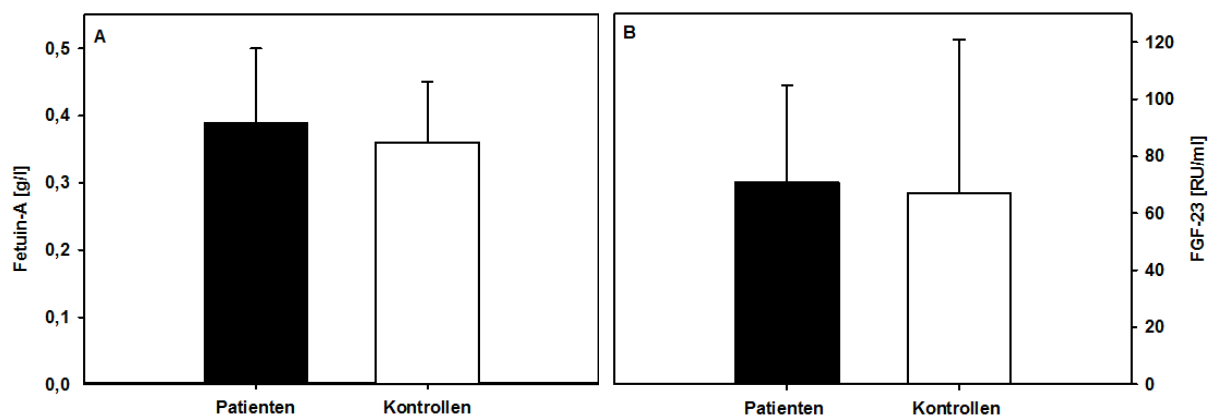 A
Fetuin-A [g/l]
0,5
0,4
0,3
0,2
0,1
0,0
Patienten
Kontrollen
B
FGF-23 [RU/ml]
120
100
80
60
40
20
0
Patienten
Kontrollen